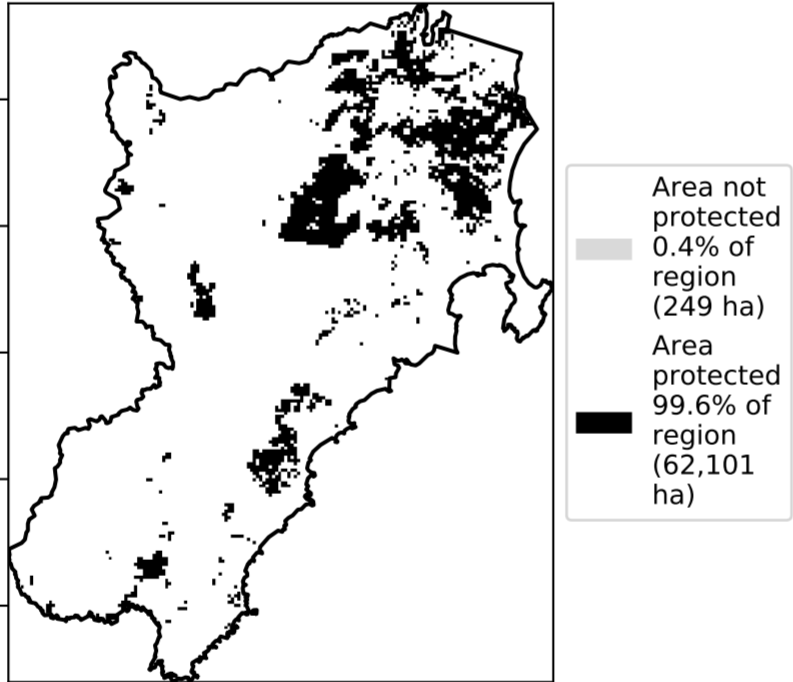 Area not
protected
0.4% of
region
(249 ha)
Area
protected
99.6% of
region
(62,101
ha)